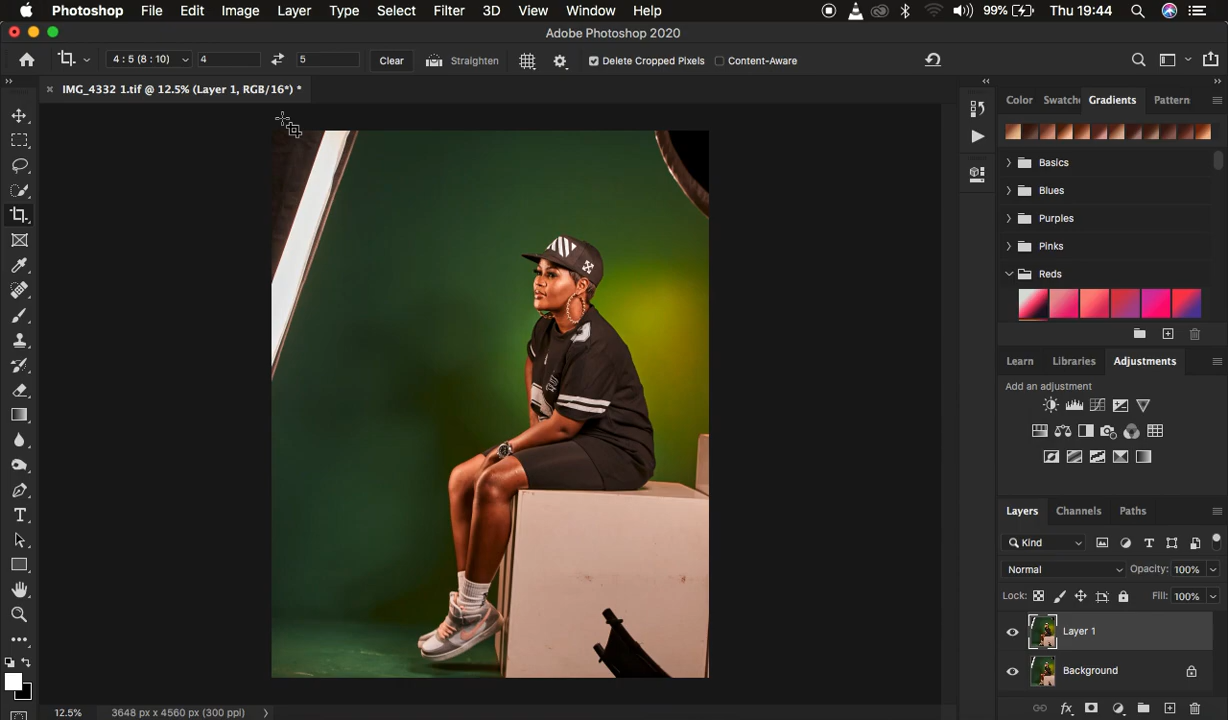 Photoshop File Edit Image Layer Type Select Filter 3D View Window Help 99% Thu 19:44
Adobe Photoshop 2020
4 : 5 (8 : 10) 4 5 Clear Straighten Delete Cropped Pixels Content-Aware
IMG_4332 1.tif @ 12.5% (Layer 1, RGB/16*) *
Color Swatche Gradients Pattern
Basics
Blues
Purples
Pinks
Reds
Learn Libraries Adjustments
Add an adjustment
Layers Channels Paths
Kind
Normal Opacity: 100%
Lock: Fill: 100%
Layer 1
Background
12.5% 3648 px x 4560 px (300 ppi)